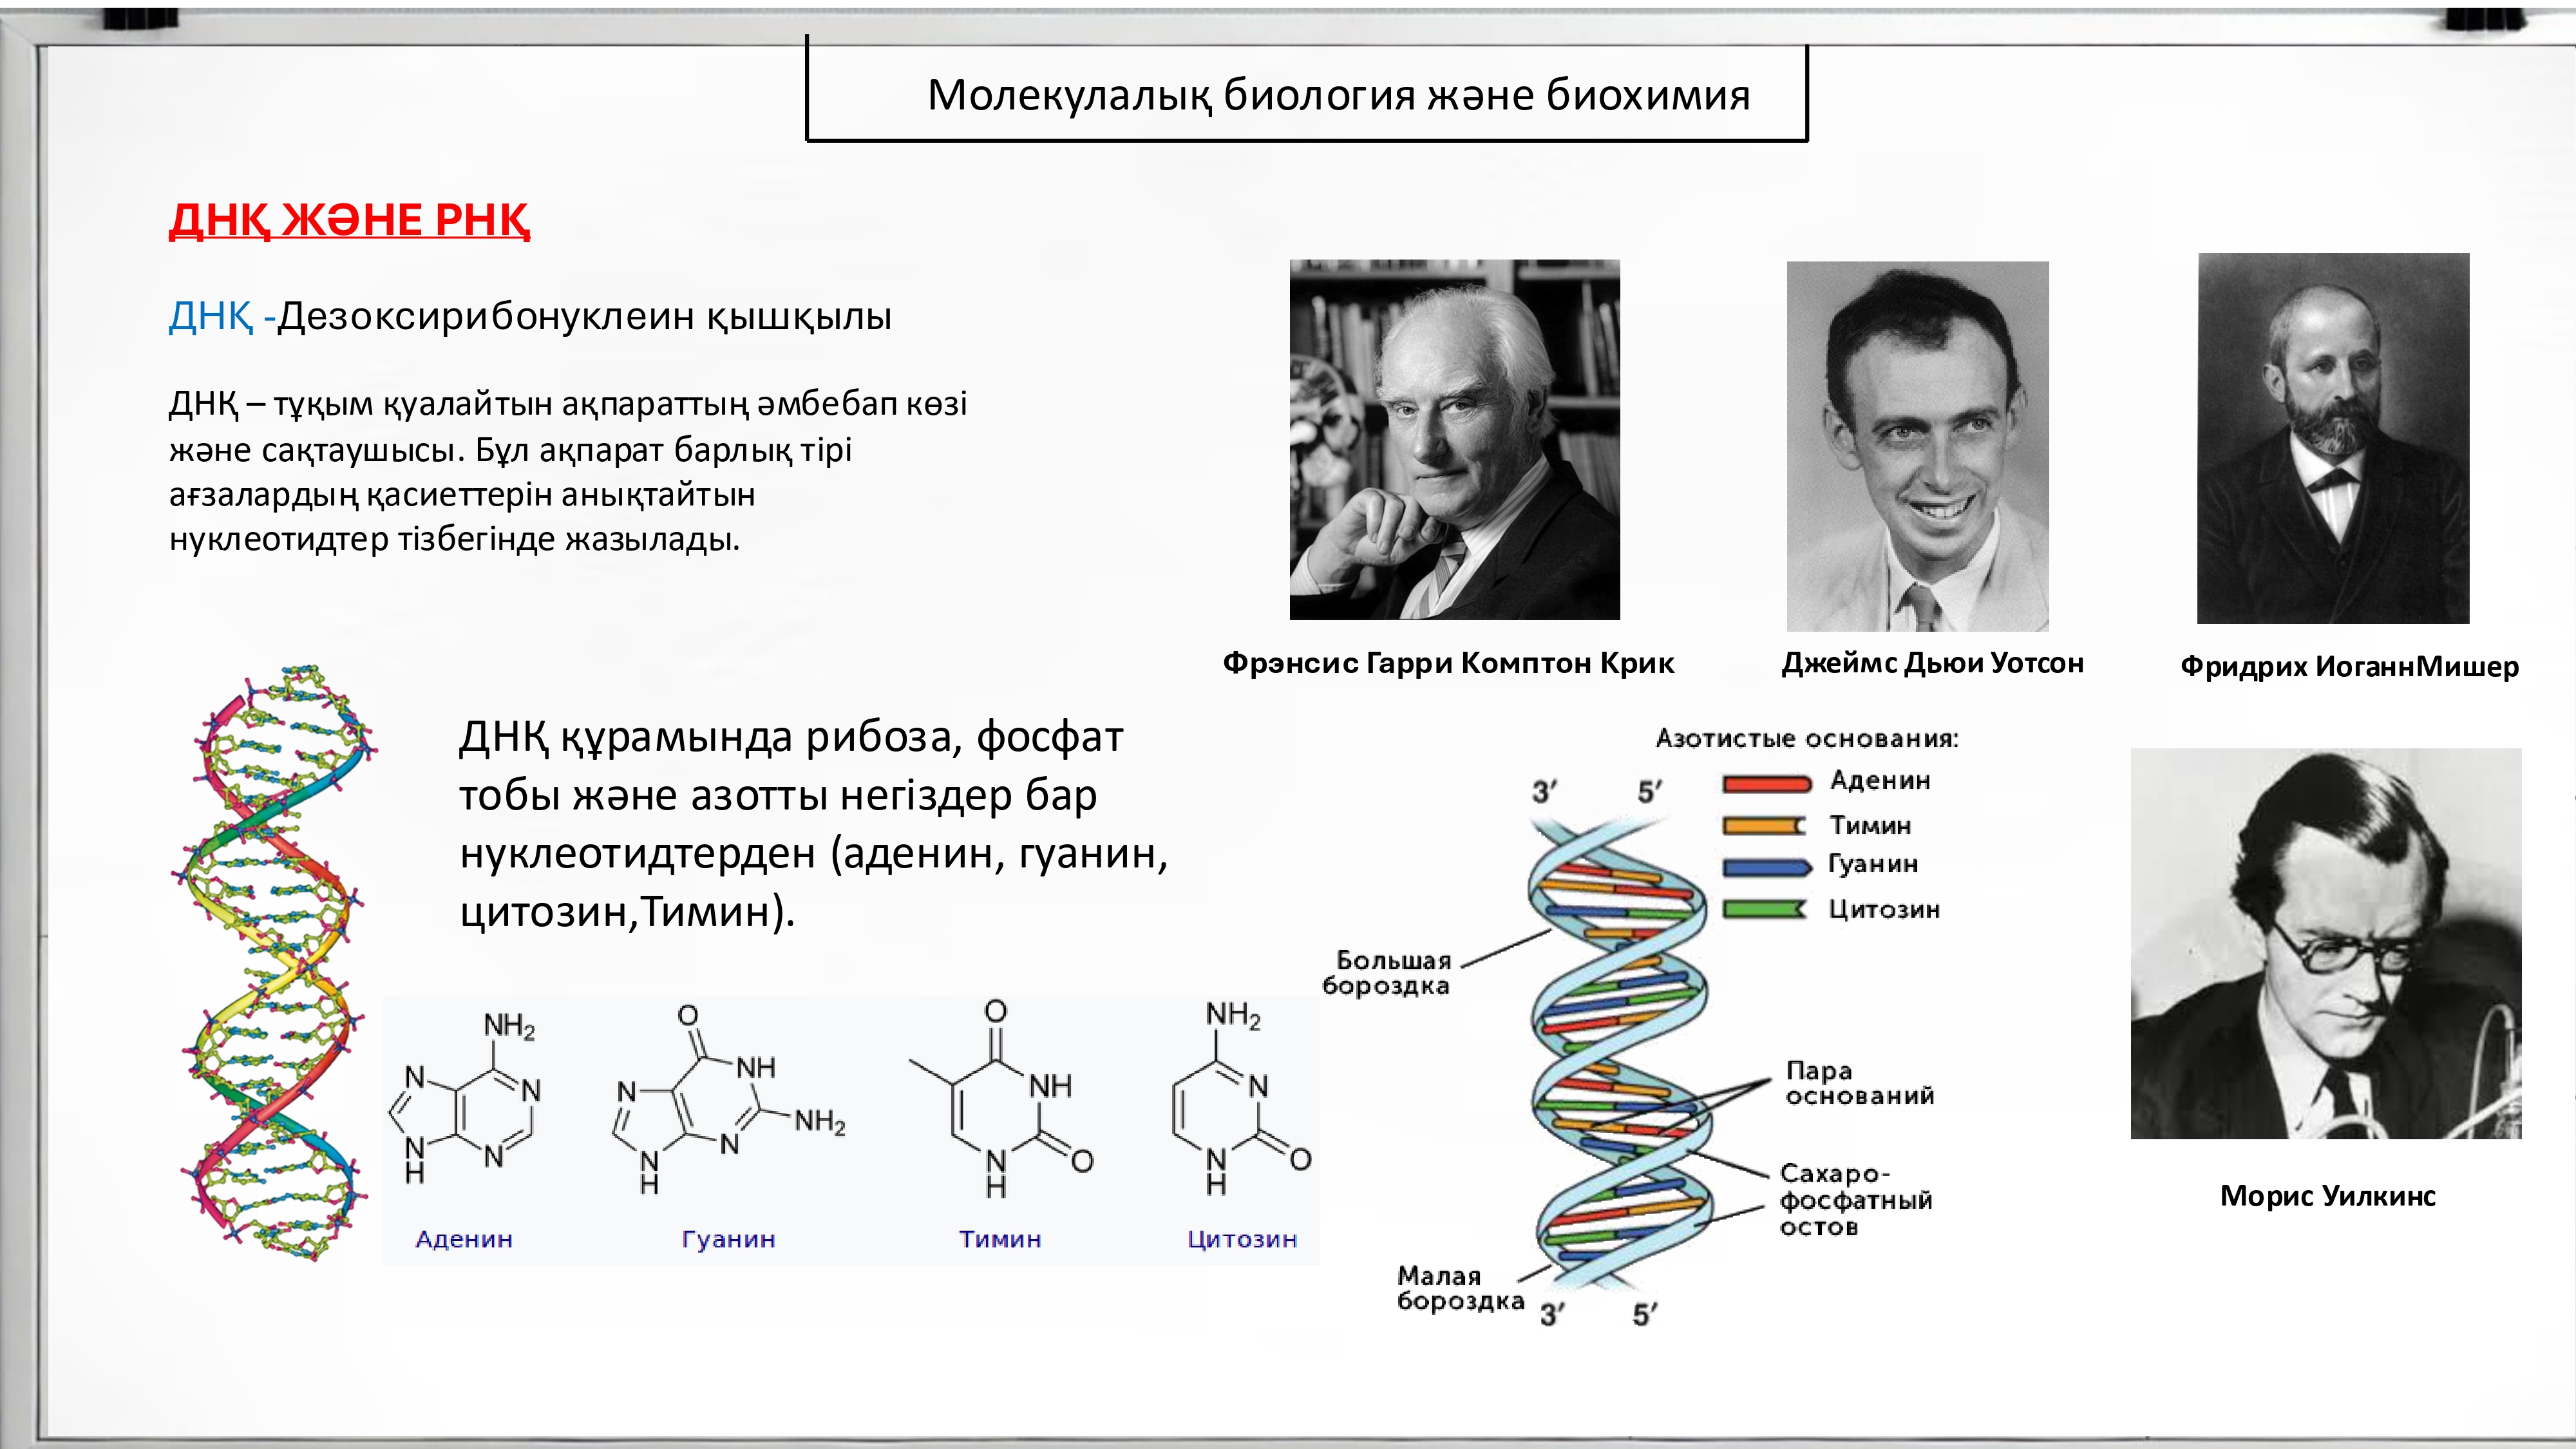 Молекулалық биология және биохимия
ДНҚ ЖӘНЕ РНҚ
ДНҚ -Дезоксирибонуклеин қышқылы
ДНҚ – тұқым қуалайтын ақпараттың әмбебап көзі
және сақтаушысы. Бұл ақпарат барлық тірі
ағзалардың қасиеттерін анықтайтын
нуклеотидтер тізбегінде жазылады.
Фрэнсис Гарри Комптон Крик
Джеймс Дьюи Уотсон
Фридрих ИоганнМишер
ДНҚ құрамында рибоза, фосфат
тобы және азотты негіздер бар
нуклеотидтерден (аденин, гуанин,
цитозин,Тимин).
NH2
N
N
N
H
N
Аденин
O
NH
N
NH2
N
N
H
Гуанин
O
NH
N
H
O
Тимин
NH2
N
N
H
O
Цитозин
Азотистые основания:
3′ 5′
Аденин
Тимин
Гуанин
Цитозин
Большая
бороздка
Пара
оснований
Сахаро-
фосфатный
остов
Малая
бороздка
3′ 5′
Морис Уилкинс